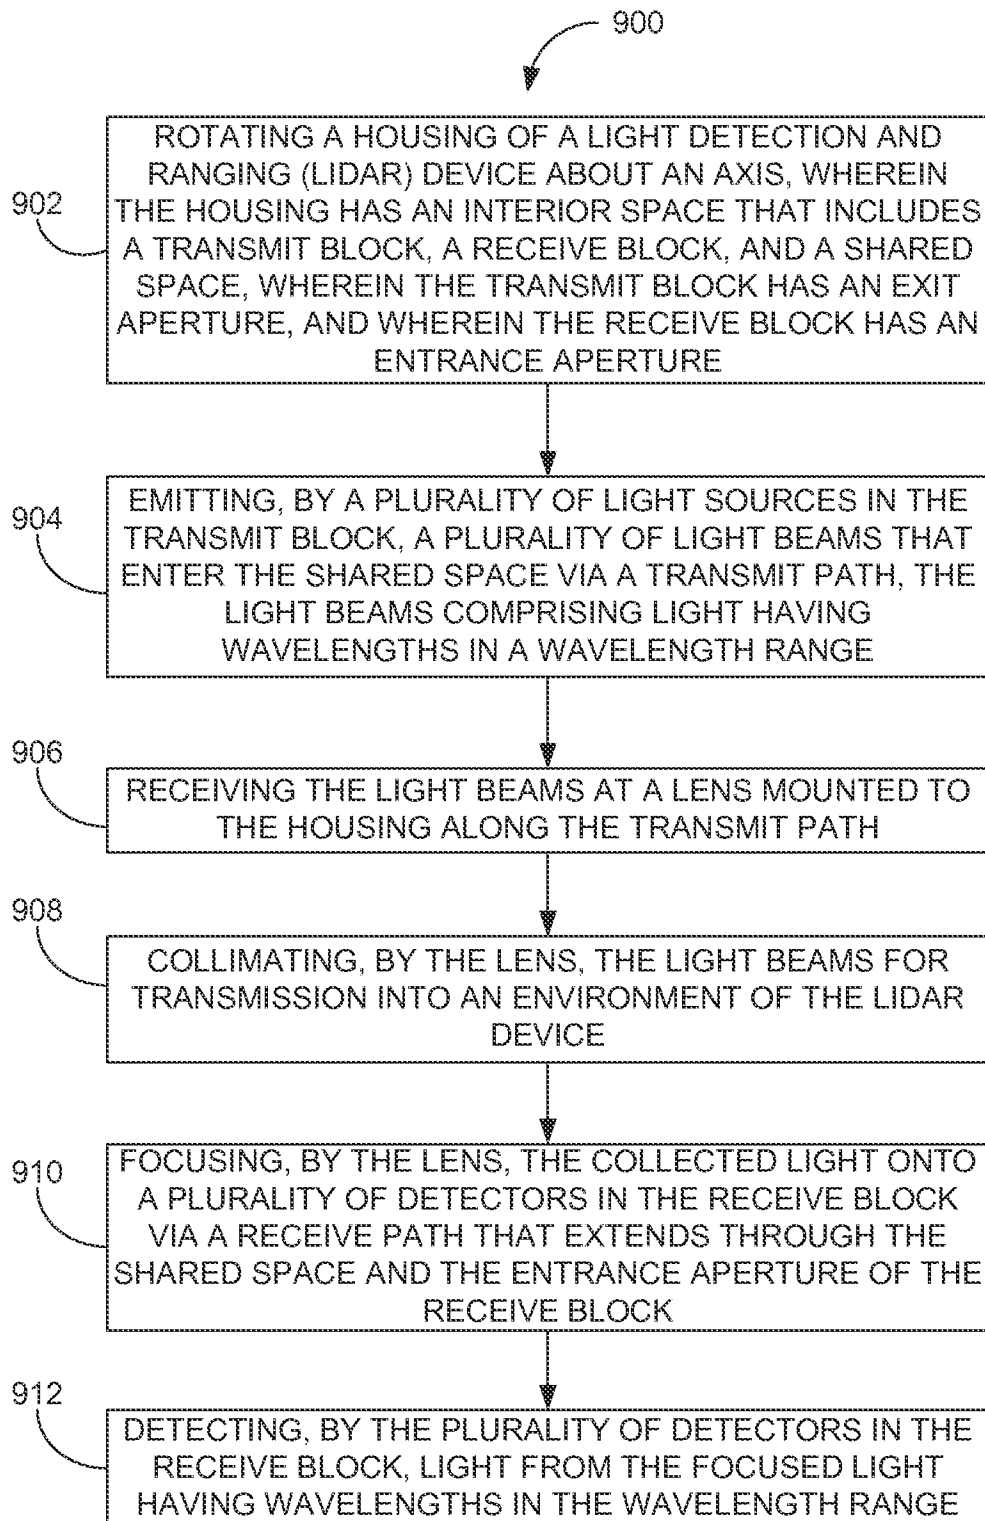 900
902
ROTATING A HOUSING OF A LIGHT DETECTION AND
RANGING (LIDAR) DEVICE ABOUT AN AXIS, WHEREIN
THE HOUSING HAS AN INTERIOR SPACE THAT INCLUDES
A TRANSMIT BLOCK, A RECEIVE BLOCK, AND A SHARED
SPACE, WHEREIN THE TRANSMIT BLOCK HAS AN EXIT
APERTURE, AND WHEREIN THE RECEIVE BLOCK HAS AN
ENTRANCE APERTURE
904
EMITTING, BY A PLURALITY OF LIGHT SOURCES IN THE
TRANSMIT BLOCK, A PLURALITY OF LIGHT BEAMS THAT
ENTER THE SHARED SPACE VIA A TRANSMIT PATH, THE
LIGHT BEAMS COMPRISING LIGHT HAVING
WAVELENGTHS IN A WAVELENGTH RANGE
906
RECEIVING THE LIGHT BEAMS AT A LENS MOUNTED TO
THE HOUSING ALONG THE TRANSMIT PATH
908
COLLIMATING, BY THE LENS, THE LIGHT BEAMS FOR
TRANSMISSION INTO AN ENVIRONMENT OF THE LIDAR
DEVICE
910
FOCUSING, BY THE LENS, THE COLLECTED LIGHT ONTO
A PLURALITY OF DETECTORS IN THE RECEIVE BLOCK
VIA A RECEIVE PATH THAT EXTENDS THROUGH THE
SHARED SPACE AND THE ENTRANCE APERTURE OF THE
RECEIVE BLOCK
912
DETECTING, BY THE PLURALITY OF DETECTORS IN THE
RECEIVE BLOCK, LIGHT FROM THE FOCUSED LIGHT
HAVING WAVELENGTHS IN THE WAVELENGTH RANGE